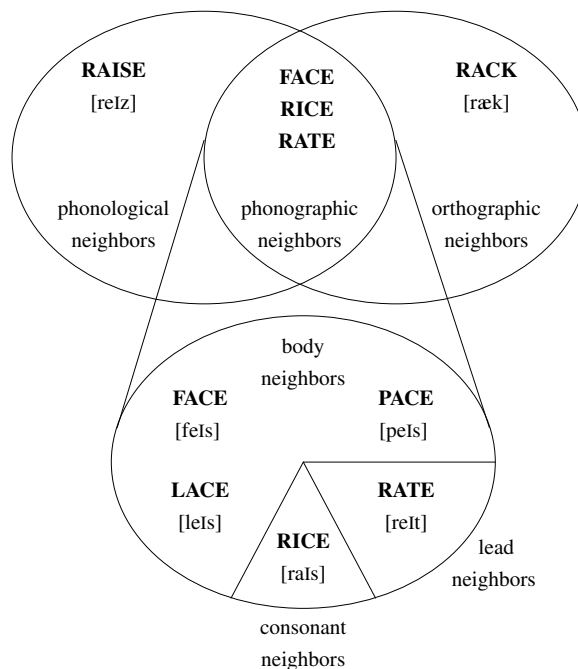 RAISE
[reIz]
FACE
RICE
RATE
RACK
[ræk]
phonological
neighbors
phonographic
neighbors
orthographic
neighbors
body
neighbors
FACE
[feIs]
PACE
[peIs]
LACE
[leIs]
RATE
[reIt]
RICE
[raIs]
lead
neighbors
consonant
neighbors